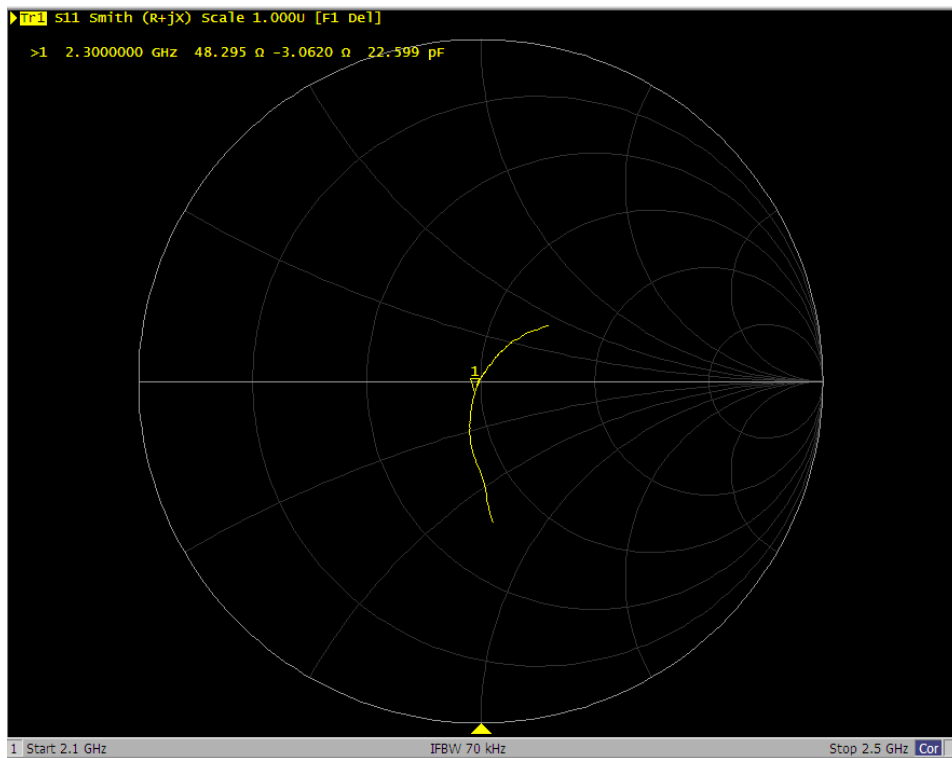 Tr1 S11 Smith (R+jX) Scale 1.000U [F1 Del]
>1 2.3000000 GHz 48.295 Ω -3.0620 Ω 22.599 pF
1
1 Start 2.1 GHz IFBW 70 kHz Stop 2.5 GHz Cor